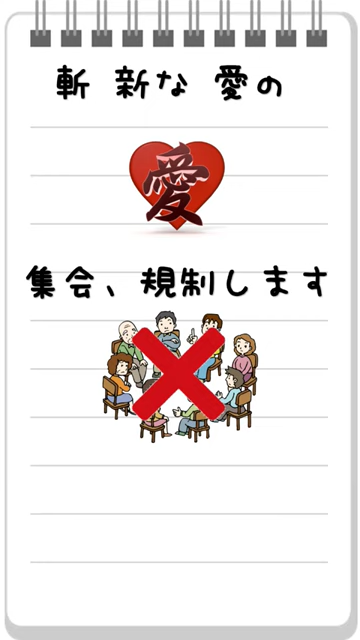 斬 新な 愛の
愛
集会、規制します